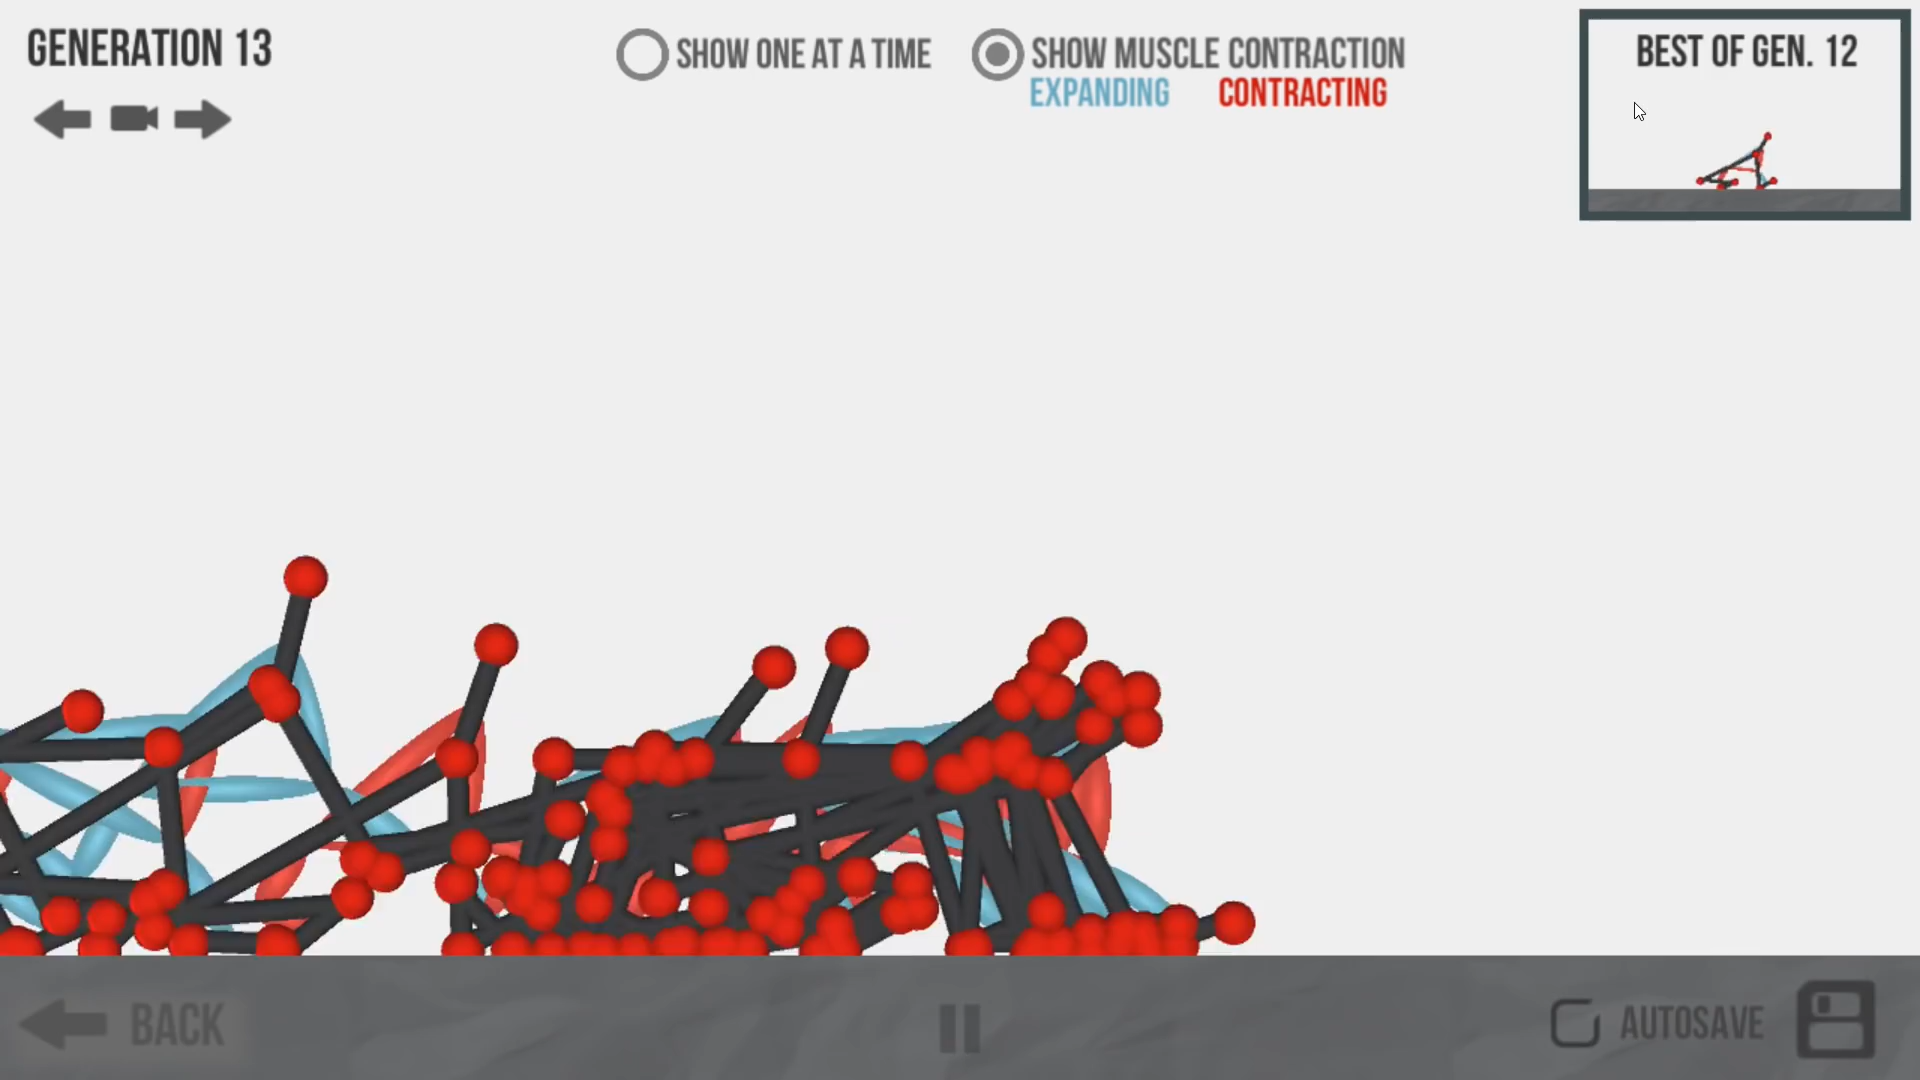 GENERATION 13
SHOW ONE AT A TIME
SHOW MUSCLE CONTRACTION
EXPANDING CONTRACTING
BEST OF GEN. 12
BACK
AUTOSAVE